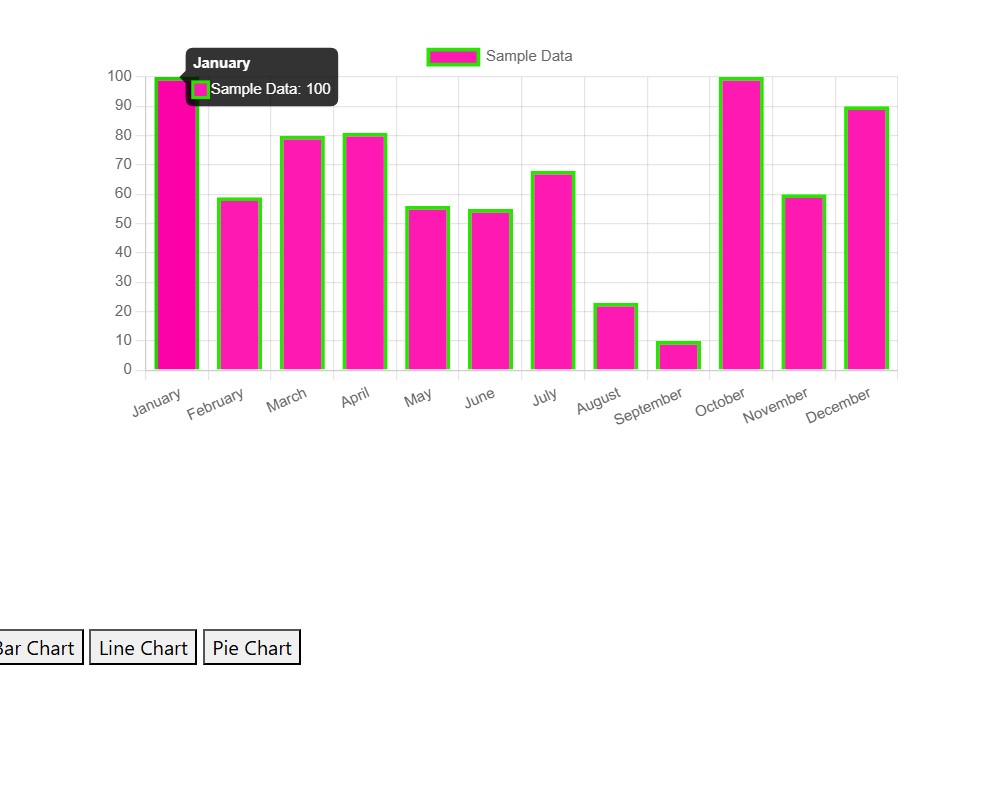 January
Sample Data: 100
Sample Data
100
90
80
70
60
50
40
30
20
10
0
January February March April May June July August September October November December
Bar Chart Line Chart Pie Chart